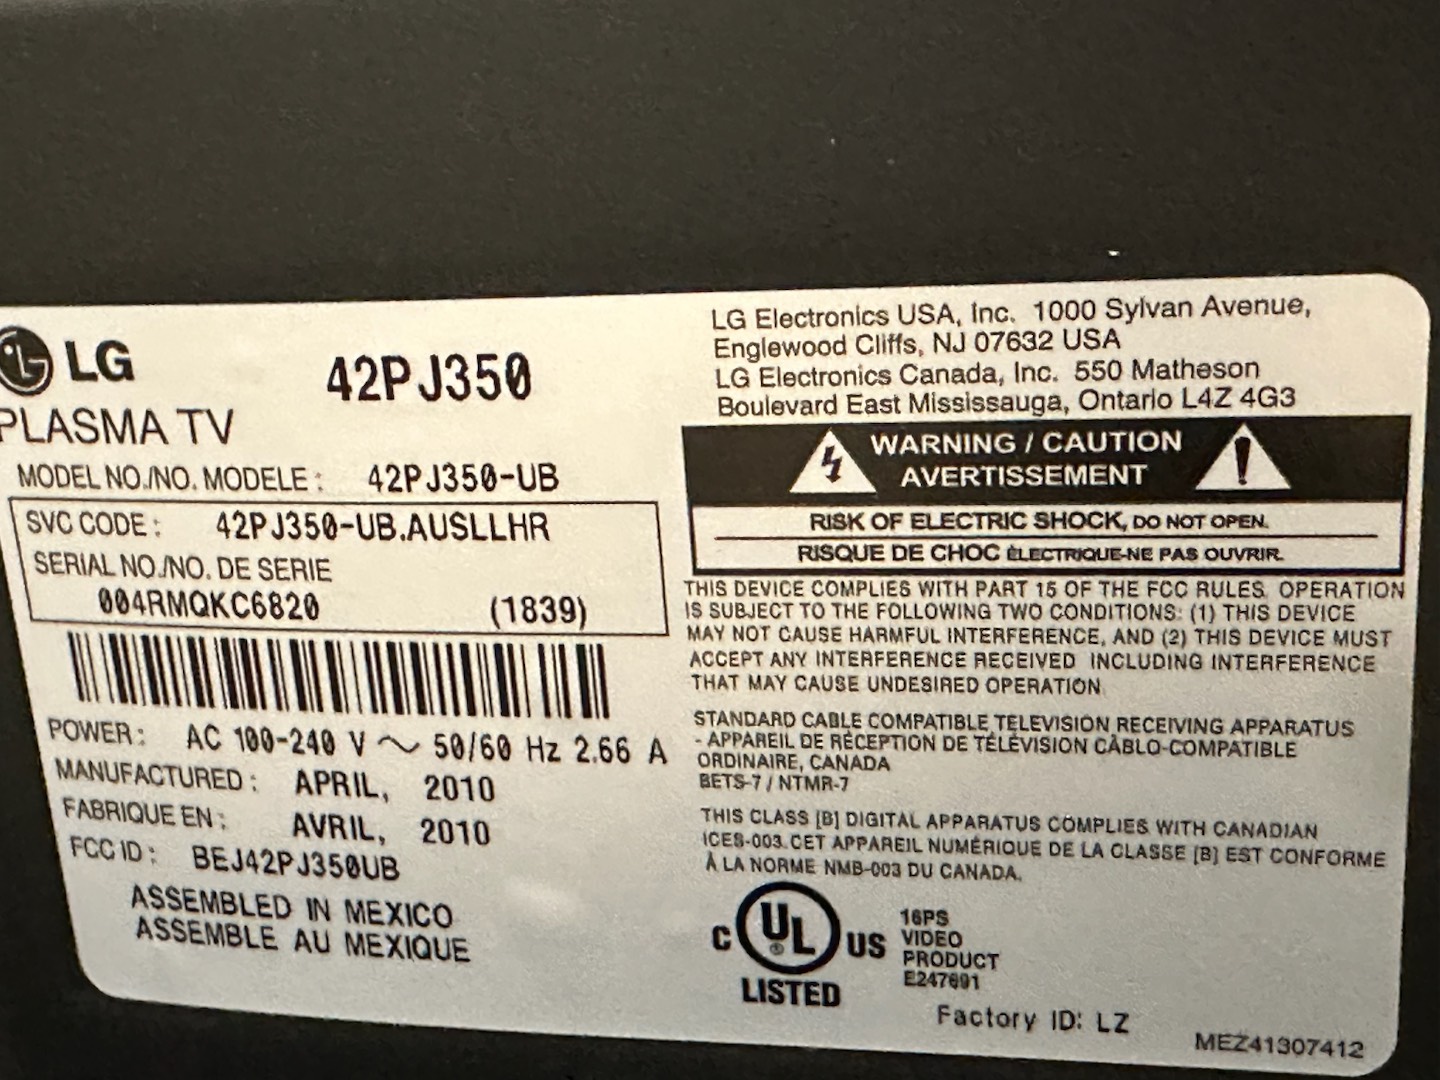 LG
42PJ350
PLASMA TV
MODEL NO./NO. MODELE : 42PJ350-UB
SVC CODE : 42PJ350-UB.AUSLLHR
SERIAL NO./NO. DE SERIE
004RMQKC6820 (1839)
POWER : AC 100-240 V ~ 50/60 Hz 2.66 A
MANUFACTURED : APRIL, 2010
FABRIQUE EN : AVRIL, 2010
FCC ID : BEJ42PJ350UB
ASSEMBLED IN MEXICO
ASSEMBLE AU MEXIQUE
LG Electronics USA, Inc. 1000 Sylvan Avenue,
Englewood Cliffs, NJ 07632 USA
LG Electronics Canada, Inc. 550 Matheson
Boulevard East Mississauga, Ontario L4Z 4G3
WARNING / CAUTION
AVERTISSEMENT
RISK OF ELECTRIC SHOCK, DO NOT OPEN.
RISQUE DE CHOC ÉLECTRIQUE-NE PAS OUVRIR.
THIS DEVICE COMPLIES WITH PART 15 OF THE FCC RULES. OPERATION
IS SUBJECT TO THE FOLLOWING TWO CONDITIONS: (1) THIS DEVICE
MAY NOT CAUSE HARMFUL INTERFERENCE, AND (2) THIS DEVICE MUST
ACCEPT ANY INTERFERENCE RECEIVED INCLUDING INTERFERENCE
THAT MAY CAUSE UNDESIRED OPERATION
STANDARD CABLE COMPATIBLE TELEVISION RECEIVING APPARATUS
- APPAREIL DE RÉCEPTION DE TÉLÉVISION CÂBLO-COMPATIBLE
ORDINAIRE, CANADA
BETS-7 / NTMR-7
THIS CLASS [B] DIGITAL APPARATUS COMPLIES WITH CANADIAN
ICES-003. CET APPAREIL NUMÉRIQUE DE LA CLASSE [B] EST CONFORME
À LA NORME NMB-003 DU CANADA.
C UL ® US
LISTED
16PS
VIDEO
PRODUCT
E247691
Factory ID: LZ
MEZ41307412